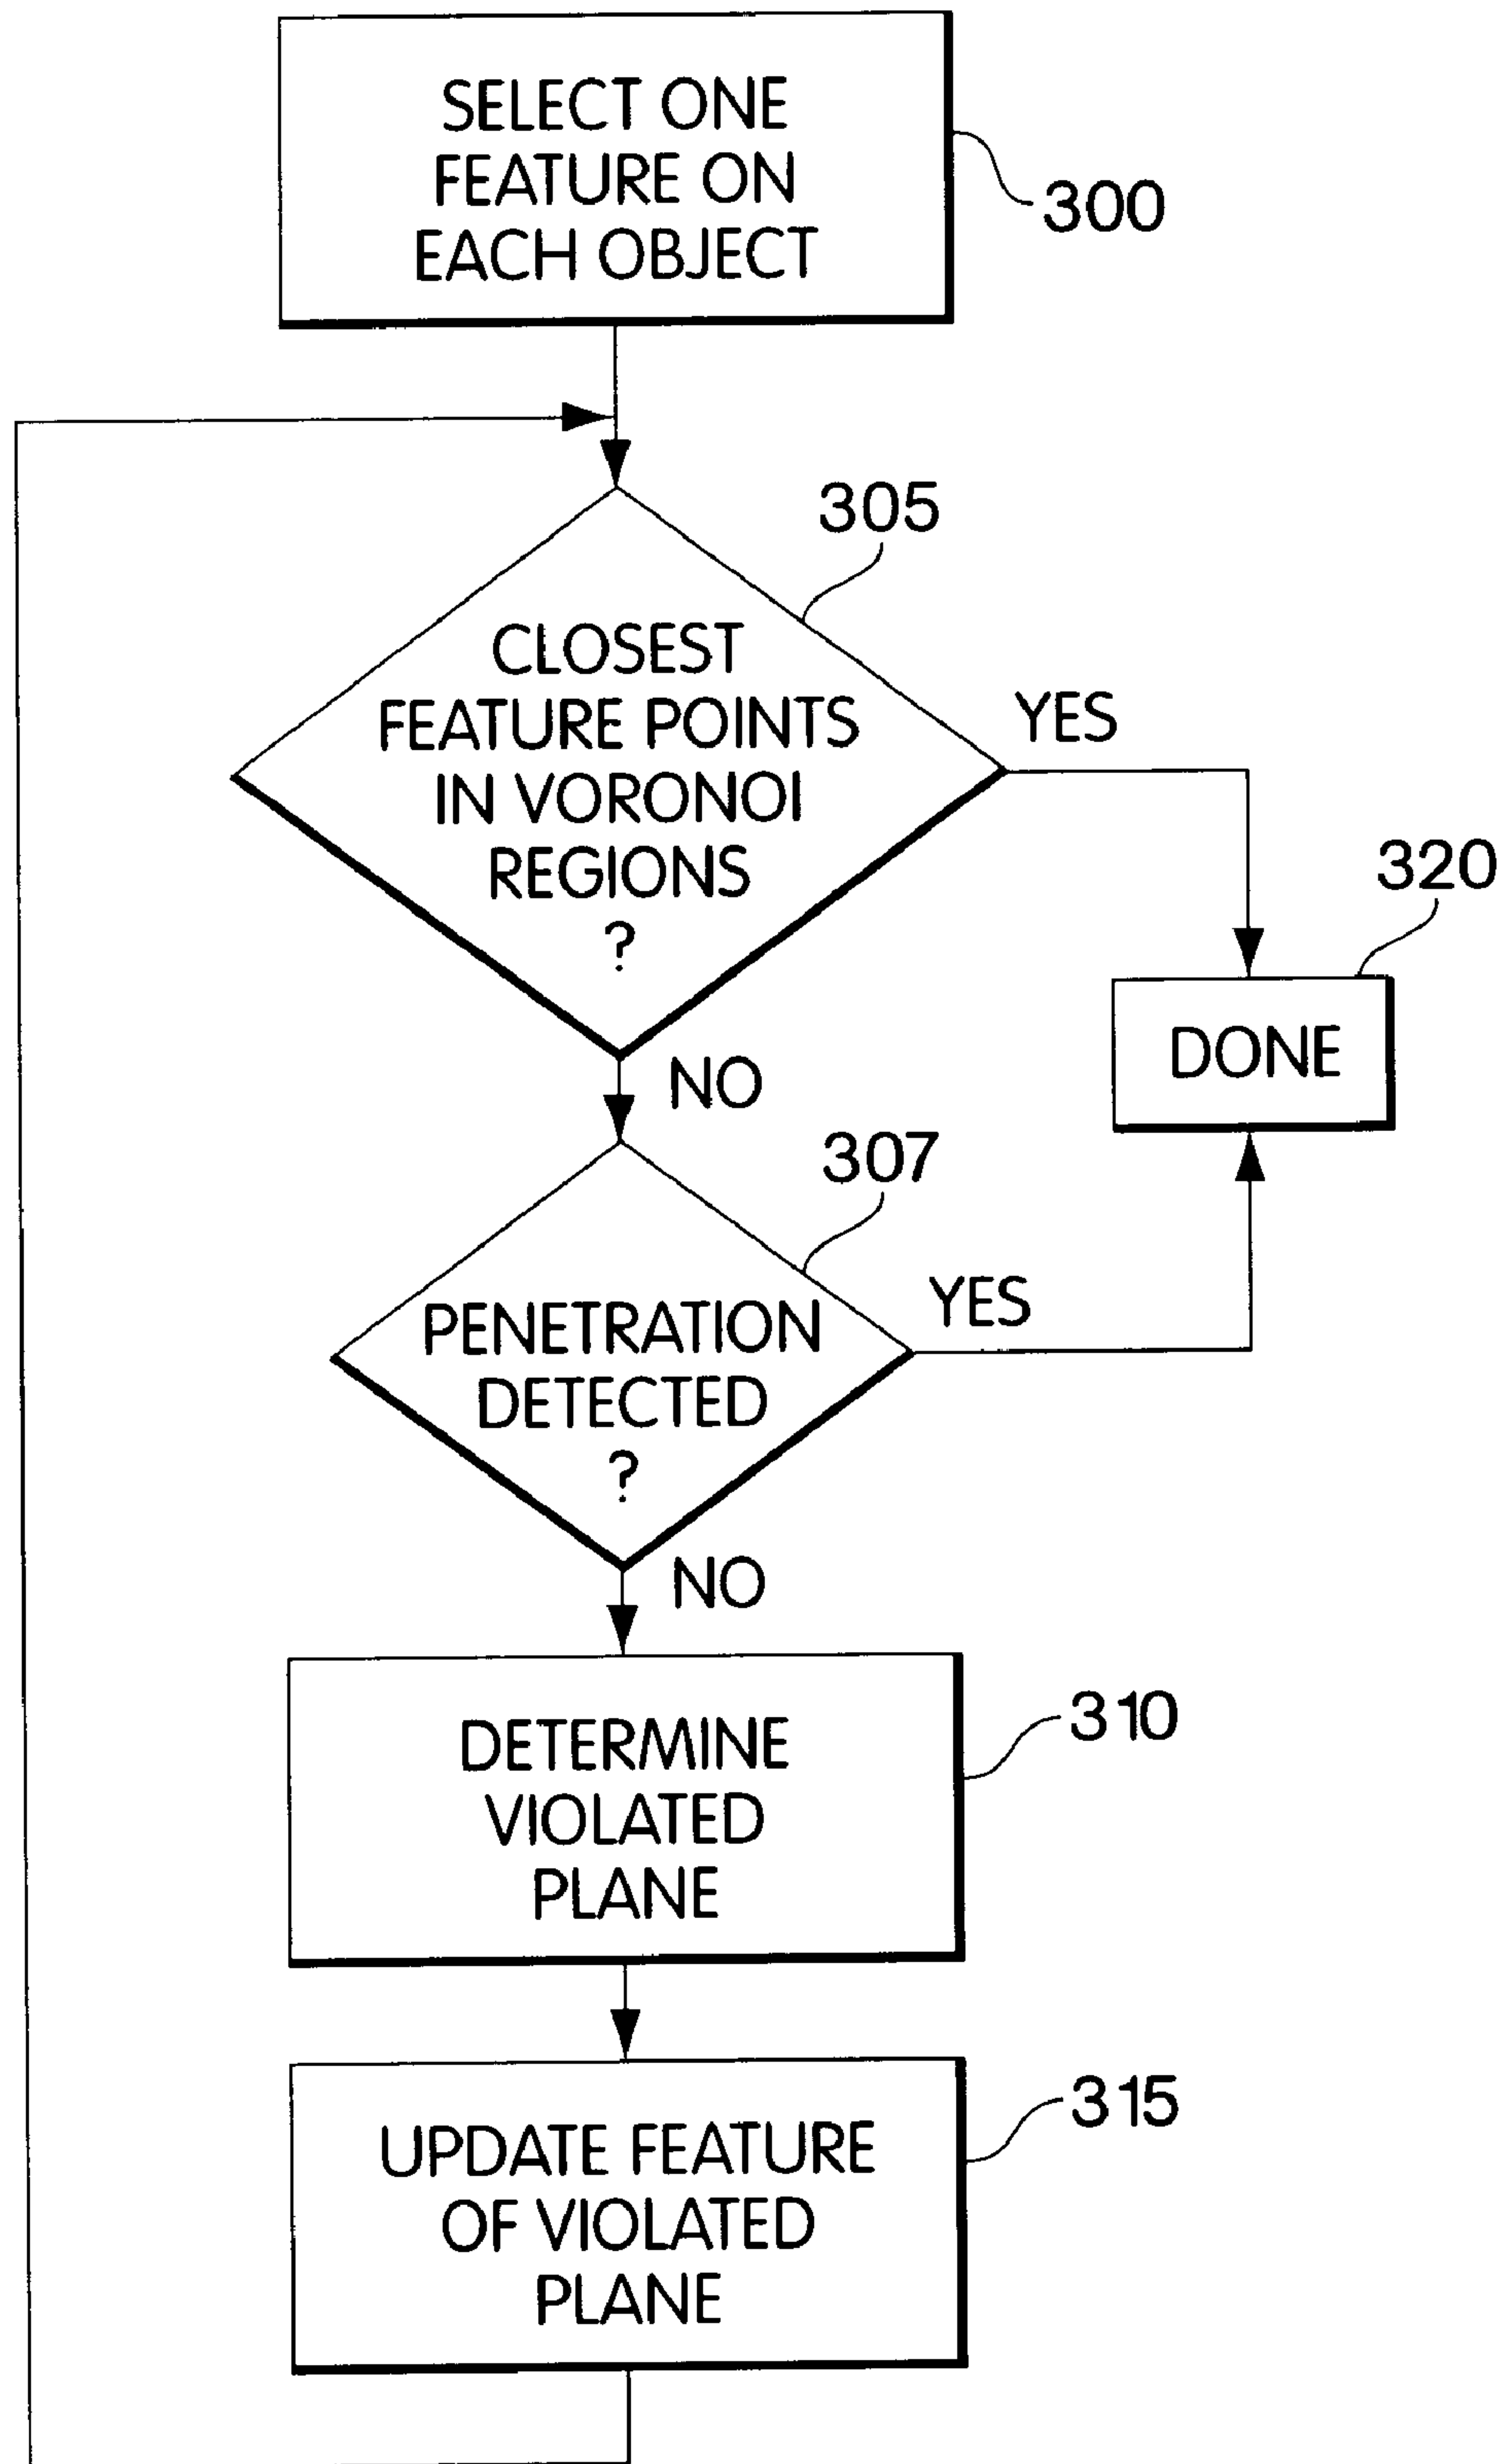 SELECT ONE
FEATURE ON
EACH OBJECT
300
305
CLOSEST
FEATURE POINTS
IN VORONOI
REGIONS
?
YES
320
DONE
NO
307
PENETRATION
DETECTED
?
YES
NO
DETERMINE
VIOLATED
PLANE
310
UPDATE FEATURE
OF VIOLATED
PLANE
315